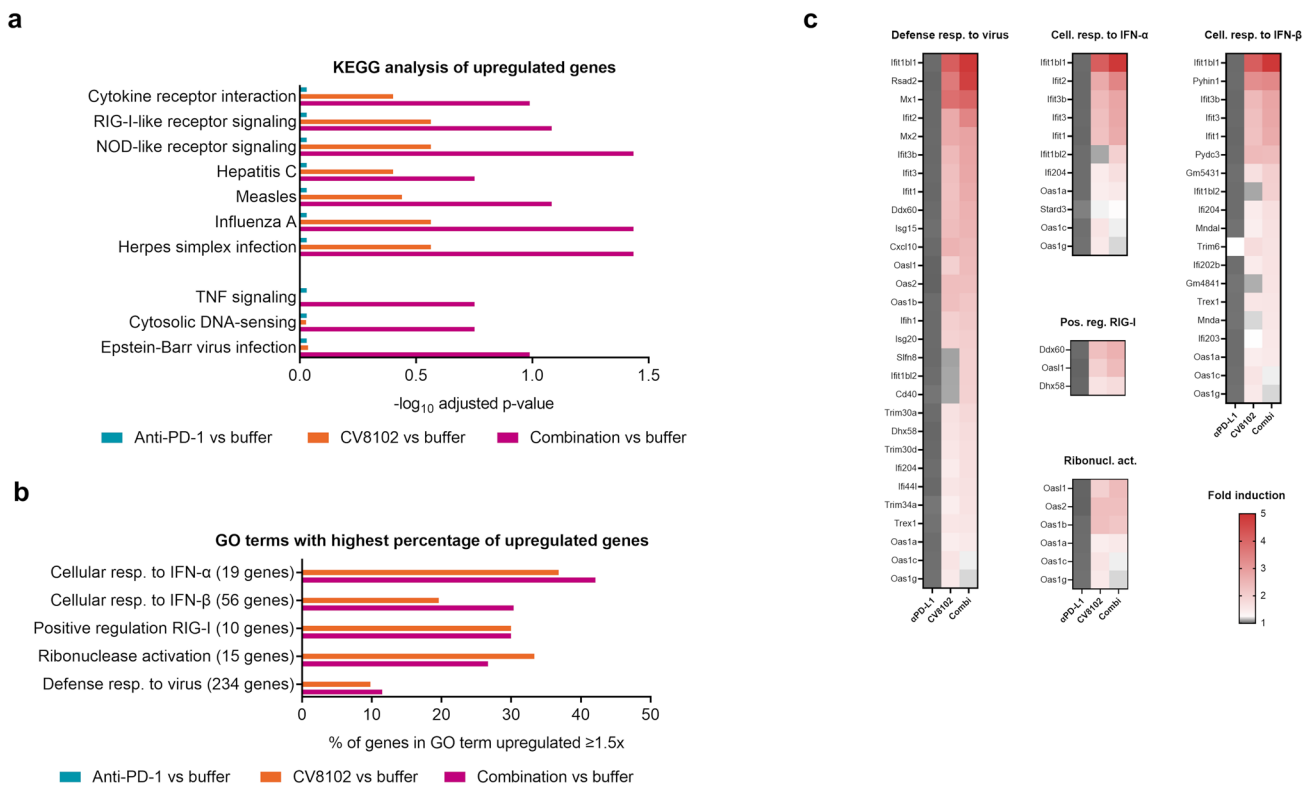 a
KEGG analysis of upregulated genes
Cytokine receptor interaction
RIG-I-like receptor signaling
NOD-like receptor signaling
Hepatitis C
Measles
Influenza A
Herpes simplex infection
TNF signaling
Cytosolic DNA-sensing
Epstein-Barr virus infection
0.0 0.5 1.0 1.5
-log10 adjusted p-value
Anti-PD-1 vs buffer CV8102 vs buffer Combination vs buffer
b
GO terms with highest percentage of upregulated genes
Cellular resp. to IFN-α (19 genes)
Cellular resp. to IFN-β (56 genes)
Positive regulation RIG-I (10 genes)
Ribonuclease activation (15 genes)
Defense resp. to virus (234 genes)
0 10 20 30 40 50
% of genes in GO term upregulated ≥1.5x
Anti-PD-1 vs buffer CV8102 vs buffer Combination vs buffer
c
Defense resp. to virus
Ifit1bl1
Rsad2
Mx1
Ifit2
Mx2
Ifit3b
Ifit3
Ifit1
Ddx60
Isg15
Cxcl10
Oasl1
Oas2
Oas1b
Ifih1
Isg20
Slfn8
Ifit1bl2
Cd40
Trim30a
Dhx58
Trim30d
Ifi204
Ifi44l
Trim34a
Trex1
Oas1a
Oas1c
Oas1g
αPD-L1 CV8102 Combi
Cell. resp. to IFN-α
Ifit1bl1
Ifit2
Ifit3b
Ifit3
Ifit1
Ifit1bl2
Ifi204
Oas1a
Stard3
Oas1c
Oas1g
Pos. reg. RIG-I
Ddx60
Oasl1
Dhx58
Ribonucl. act.
Oasl1
Oas2
Oas1b
Oas1a
Oas1c
Oas1g
αPD-L1 CV8102 Combi
Cell. resp. to IFN-β
Ifit1bl1
Pyhin1
Ifit3b
Ifit3
Ifit1
Pydc3
Gm5431
Ifit1bl2
Ifi204
Mndal
Trim6
Ifi202b
Gm4841
Trex1
Mnda
Ifi203
Oas1a
Oas1c
Oas1g
αPD-L1 CV8102 Combi
Fold induction
5
4
3
2
1